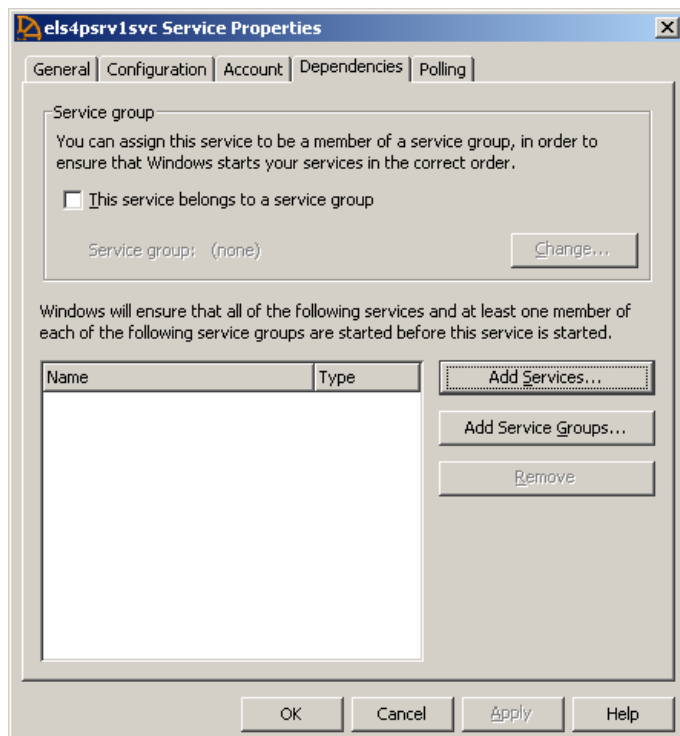 els4psrv1svc Service Properties
General Configuration Account Dependencies Polling
Service group
You can assign this service to be a member of a service group, in order to
ensure that Windows starts your services in the correct order.
This service belongs to a service group
Service group: (none) Change...
Windows will ensure that all of the following services and at least one member of
each of the following service groups are started before this service is started.
Name Type
Add Services...
Add Service Groups...
Remove
OK Cancel Apply Help